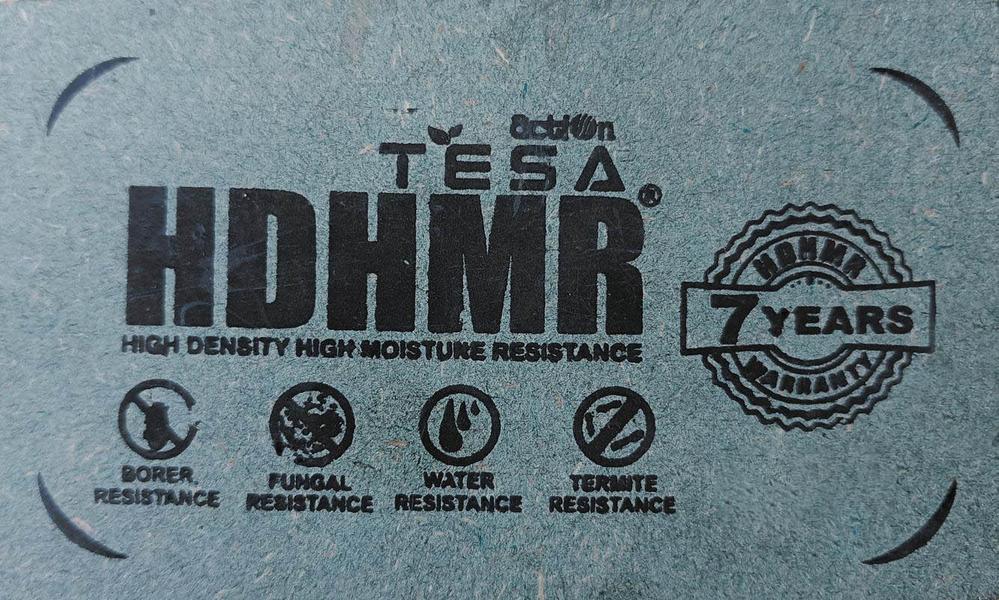 action
TESA
HDHMR®
HIGH DENSITY HIGH MOISTURE RESISTANCE
HDHMR
7 YEARS
WARRANTY
BORER RESISTANCE
FUNGAL RESISTANCE
WATER RESISTANCE
TERMITE RESISTANCE